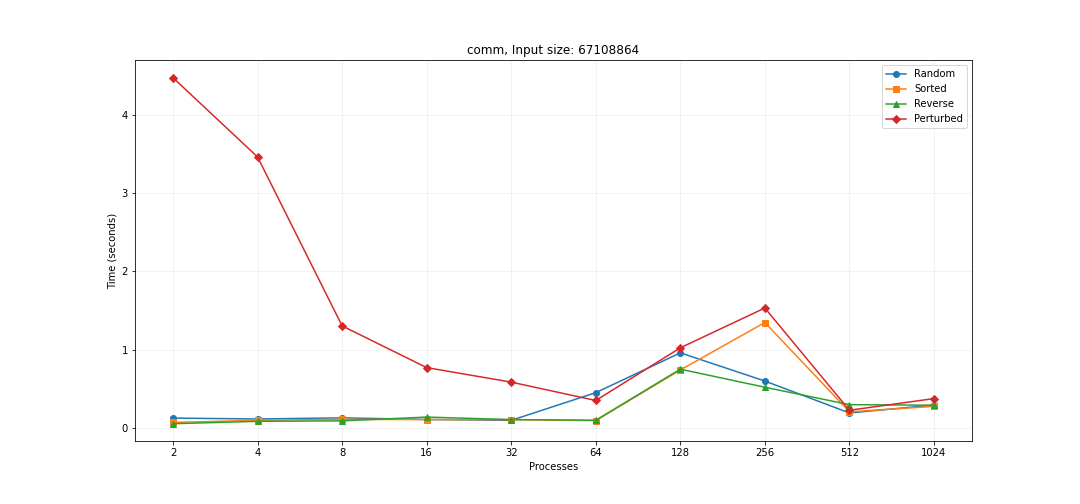 comm, Input size: 67108864
Random
Sorted
Reverse
Perturbed
Time (seconds)
4
3
2
1
0
2 4 8 16 32 64 128 256 512 1024
Processes